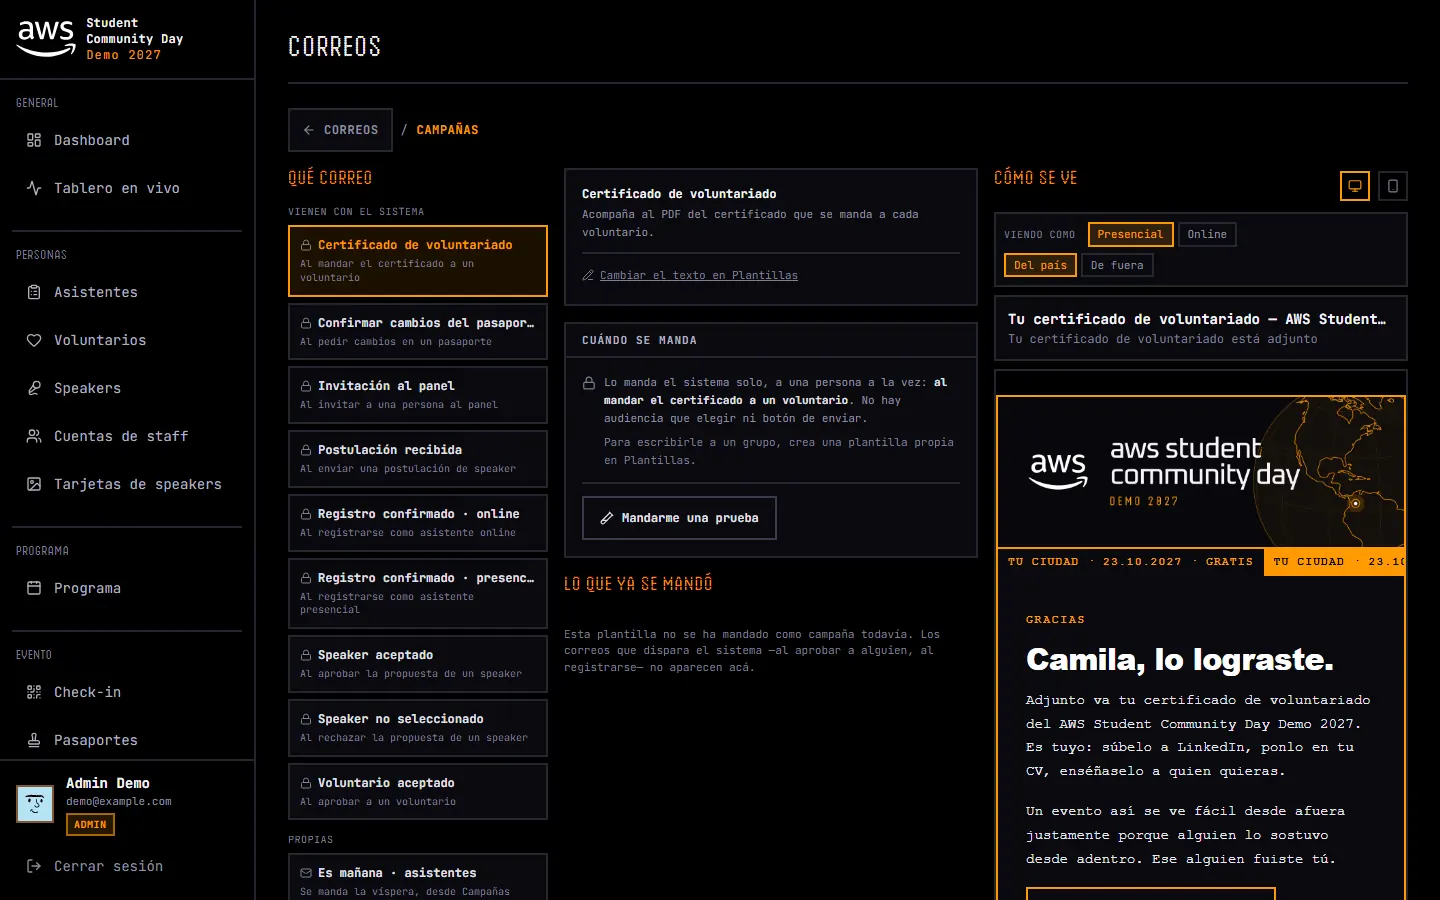 aws
Student
Community Day
Demo 2027
GENERAL
Dashboard
Tablero en vivo
PERSONAS
Asistentes
Voluntarios
Speakers
Cuentas de staff
Tarjetas de speakers
PROGRAMA
Programa
EVENTO
Check-in
Pasaportes
Admin Demo
demo@example.com
ADMIN
Cerrar sesión
CORREOS
← CORREOS / CAMPAÑAS
QUÉ CORREO
VIENEN CON EL SISTEMA
Certificado de voluntariado
Al mandar el certificado a un
voluntario
Confirmar cambios del pasapor…
Al pedir cambios en un pasaporte
Invitación al panel
Al invitar a una persona al panel
Postulación recibida
Al enviar una postulación de speaker
Registro confirmado · online
Al registrarse como asistente online
Registro confirmado · presenc…
Al registrarse como asistente
presencial
Speaker aceptado
Al aprobar la propuesta de un speaker
Speaker no seleccionado
Al rechazar la propuesta de un speaker
Voluntario aceptado
Al aprobar a un voluntario
PROPIAS
Es mañana · asistentes
Se manda la víspera, desde Campañas
Certificado de voluntariado
Acompaña al PDF del certificado que se manda a cada
voluntario.
Cambiar el texto en Plantillas
CUÁNDO SE MANDA
Lo manda el sistema solo, a una persona a la vez: al
mandar el certificado a un voluntario. No hay
audiencia que elegir ni botón de enviar.
Para escribirle a un grupo, crea una plantilla propia
en Plantillas.
Mandarme una prueba
LO QUE YA SE MANDÓ
Esta plantilla no se ha mandado como campaña todavía. Los
correos que dispara el sistema —al aprobar a alguien, al
registrarse— no aparecen acá.
CÓMO SE VE
VIENDO COMO Presencial Online
Del país De fuera
Tu certificado de voluntariado — AWS Student…
Tu certificado de voluntariado está adjunto
aws
aws student
community day
DEMO 2027
TU CIUDAD · 23.10.2027 · GRATIS TU CIUDAD · 23.10
GRACIAS
Camila, lo lograste.
Adjunto va tu certificado de voluntariado
del AWS Student Community Day Demo 2027.
Es tuyo: súbelo a LinkedIn, ponlo en tu
CV, enséñaselo a quien quieras.
Un evento así se ve fácil desde afuera
justamente porque alguien lo sostuvo
desde adentro. Ese alguien fuiste tú.